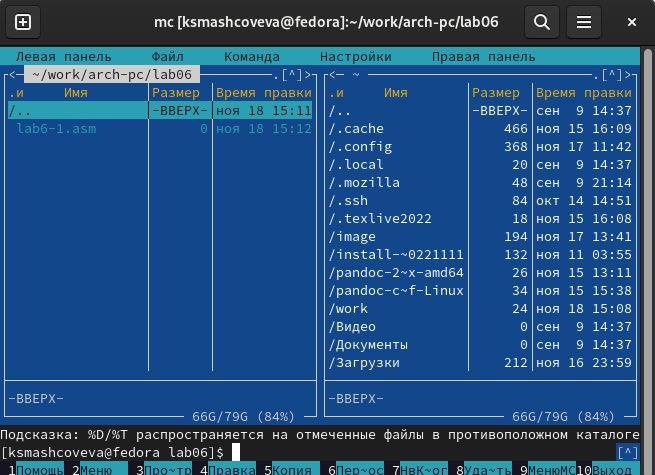 mc [ksmashcoveva@fedora]:~/work/arch-pc/lab06
Левая панель Файл Команда Настройки Правая панель
<─ ~/work/arch-pc/lab06 .[^]>
.и Имя Размер Время правки
/.. -ВВЕРХ- ноя 18 15:11
lab6-1.asm 0 ноя 18 15:12
-ВВЕРХ-
66G/79G (84%)
<─ ~ .[^]>
.и Имя Размер Время правки
/.. -ВВЕРХ- сен 9 14:37
/.cache 466 ноя 15 16:09
/.config 368 ноя 17 11:42
/.local 20 сен 9 14:37
/.mozilla 48 сен 9 21:14
/.ssh 84 окт 14 14:51
/.texlive2022 18 ноя 15 16:08
/image 194 ноя 17 13:41
/install-~0221111 132 ноя 11 03:55
/pandoc-2~x-amd64 26 ноя 15 13:11
/pandoc-c~f-Linux 34 ноя 15 15:38
/work 24 ноя 18 15:08
/Видео 0 сен 9 14:37
/Документы 0 сен 9 14:37
/Загрузки 212 ноя 16 23:59
-ВВЕРХ-
66G/79G (84%)
Подсказка: %D/%T распространяется на отмеченные файлы в противоположном каталоге
[ksmashcoveva@fedora lab06]$ [^]
1Помощь 2Меню 3Про~тр 4Правка 5Копия 6Пер~ос 7НвК~ог 8Уда~ть 9МенюМС 10Выход